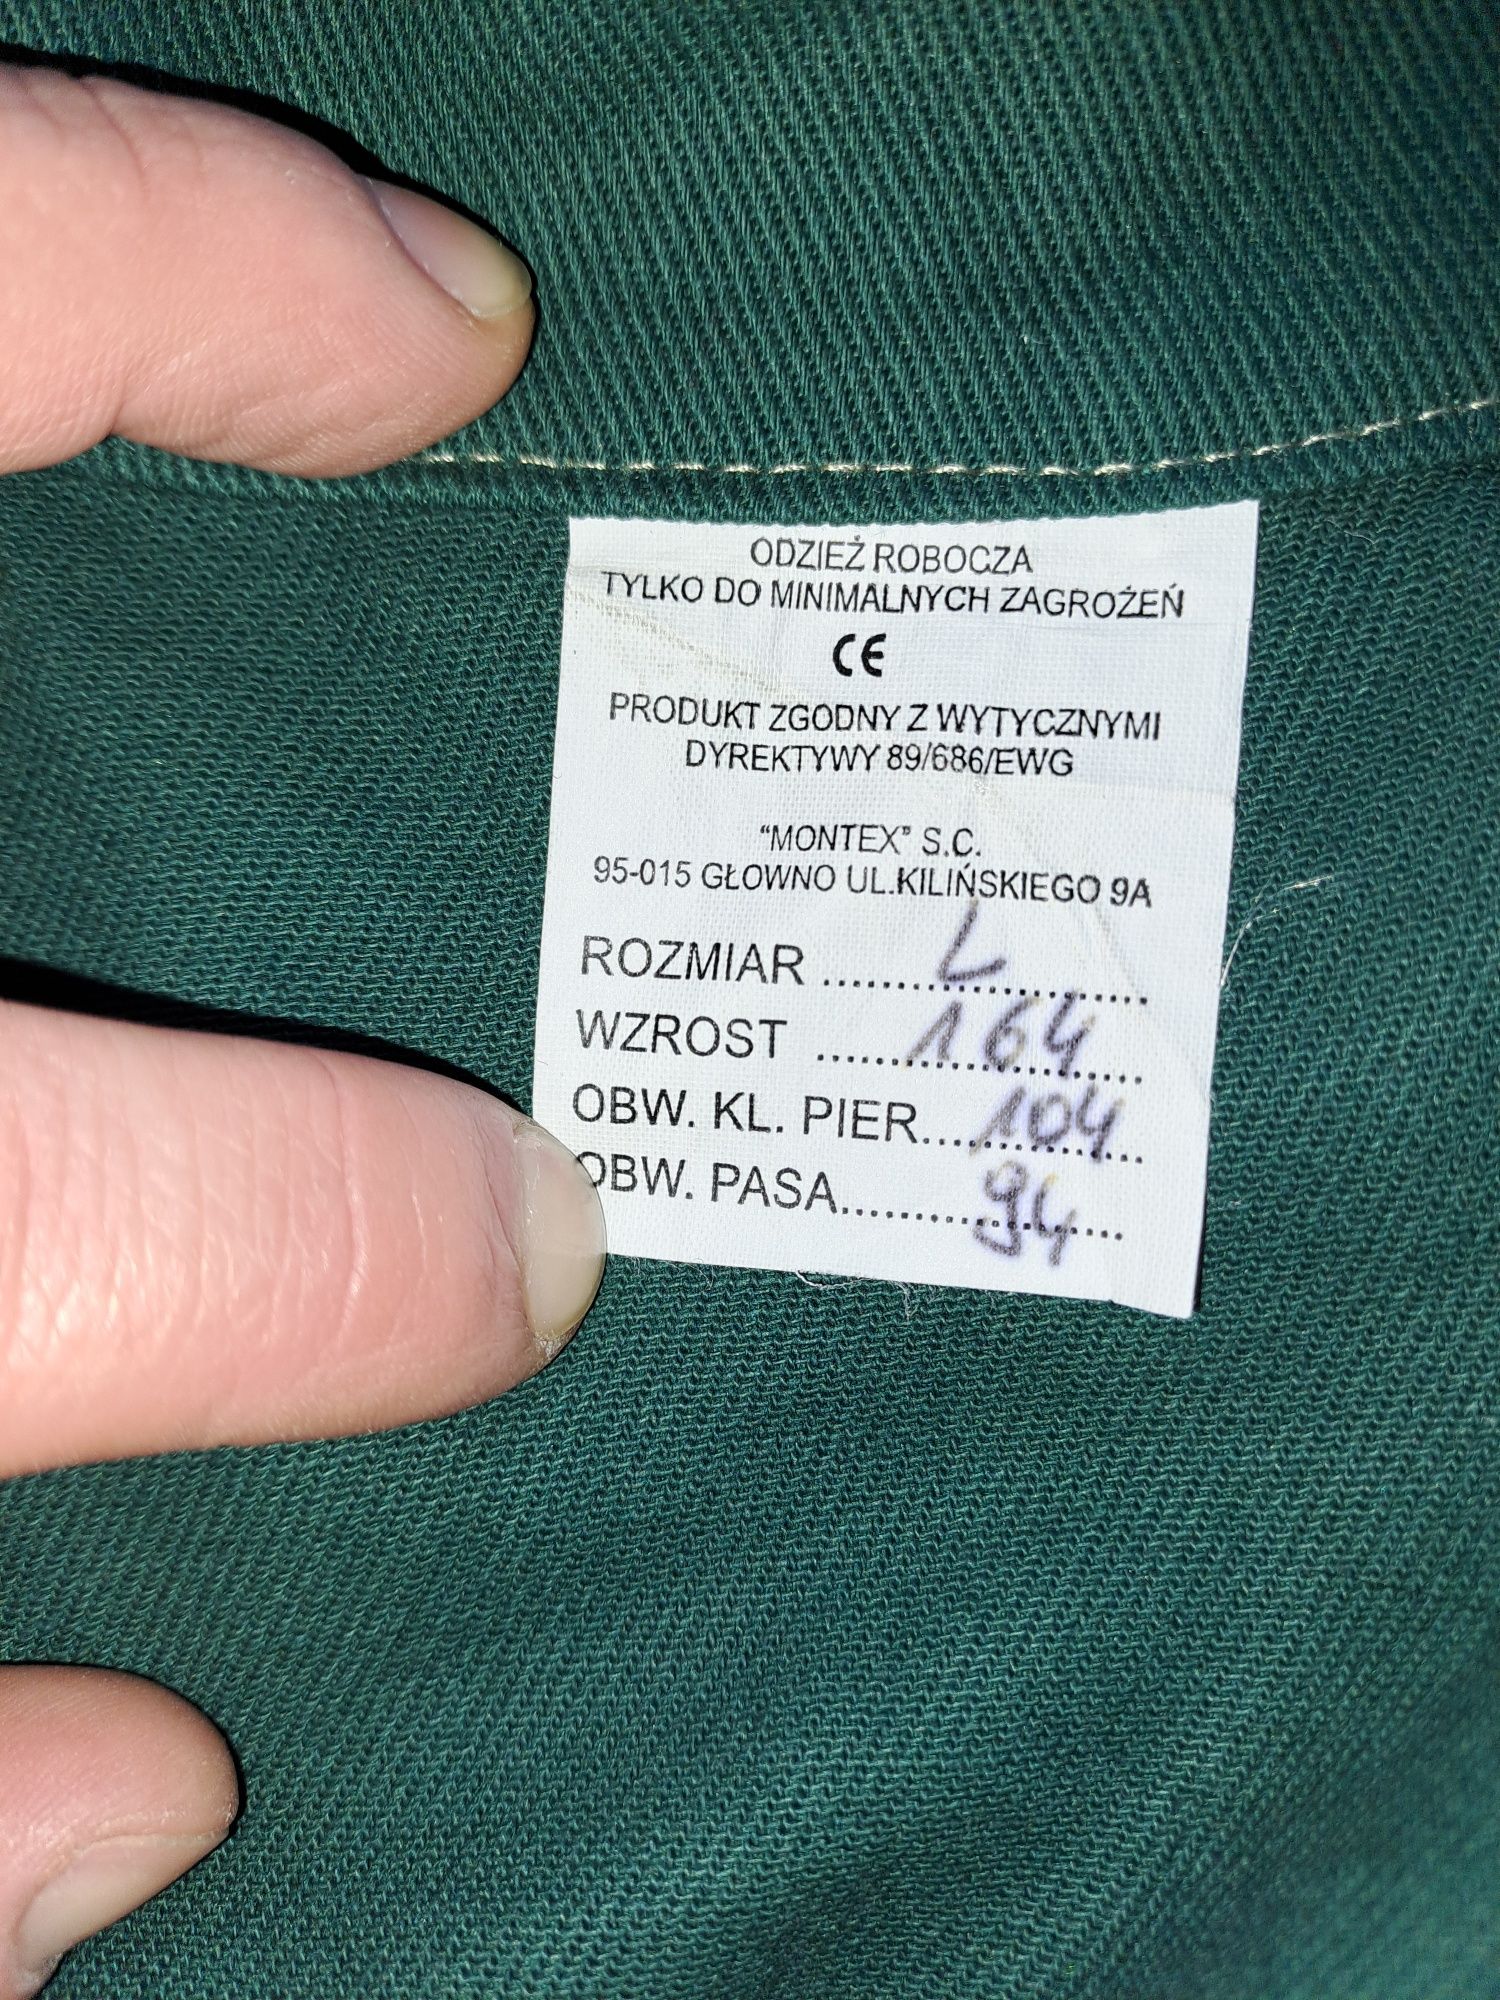 ODZIEŻ ROBOCZA
TYLKO DO MINIMALNYCH ZAGROŻEŃ
CE
PRODUKT ZGODNY Z WYTYCZNYMI
DYREKTYWY 89/686/EWG
“MONTEX” S.C.
95-015 GŁOWNO UL.KILIŃSKIEGO 9A
ROZMIAR ...... L ......
WZROST ...... 164 ......
OBW. KL. PIER...... 104 ......
OBW. PASA...... 94 ......